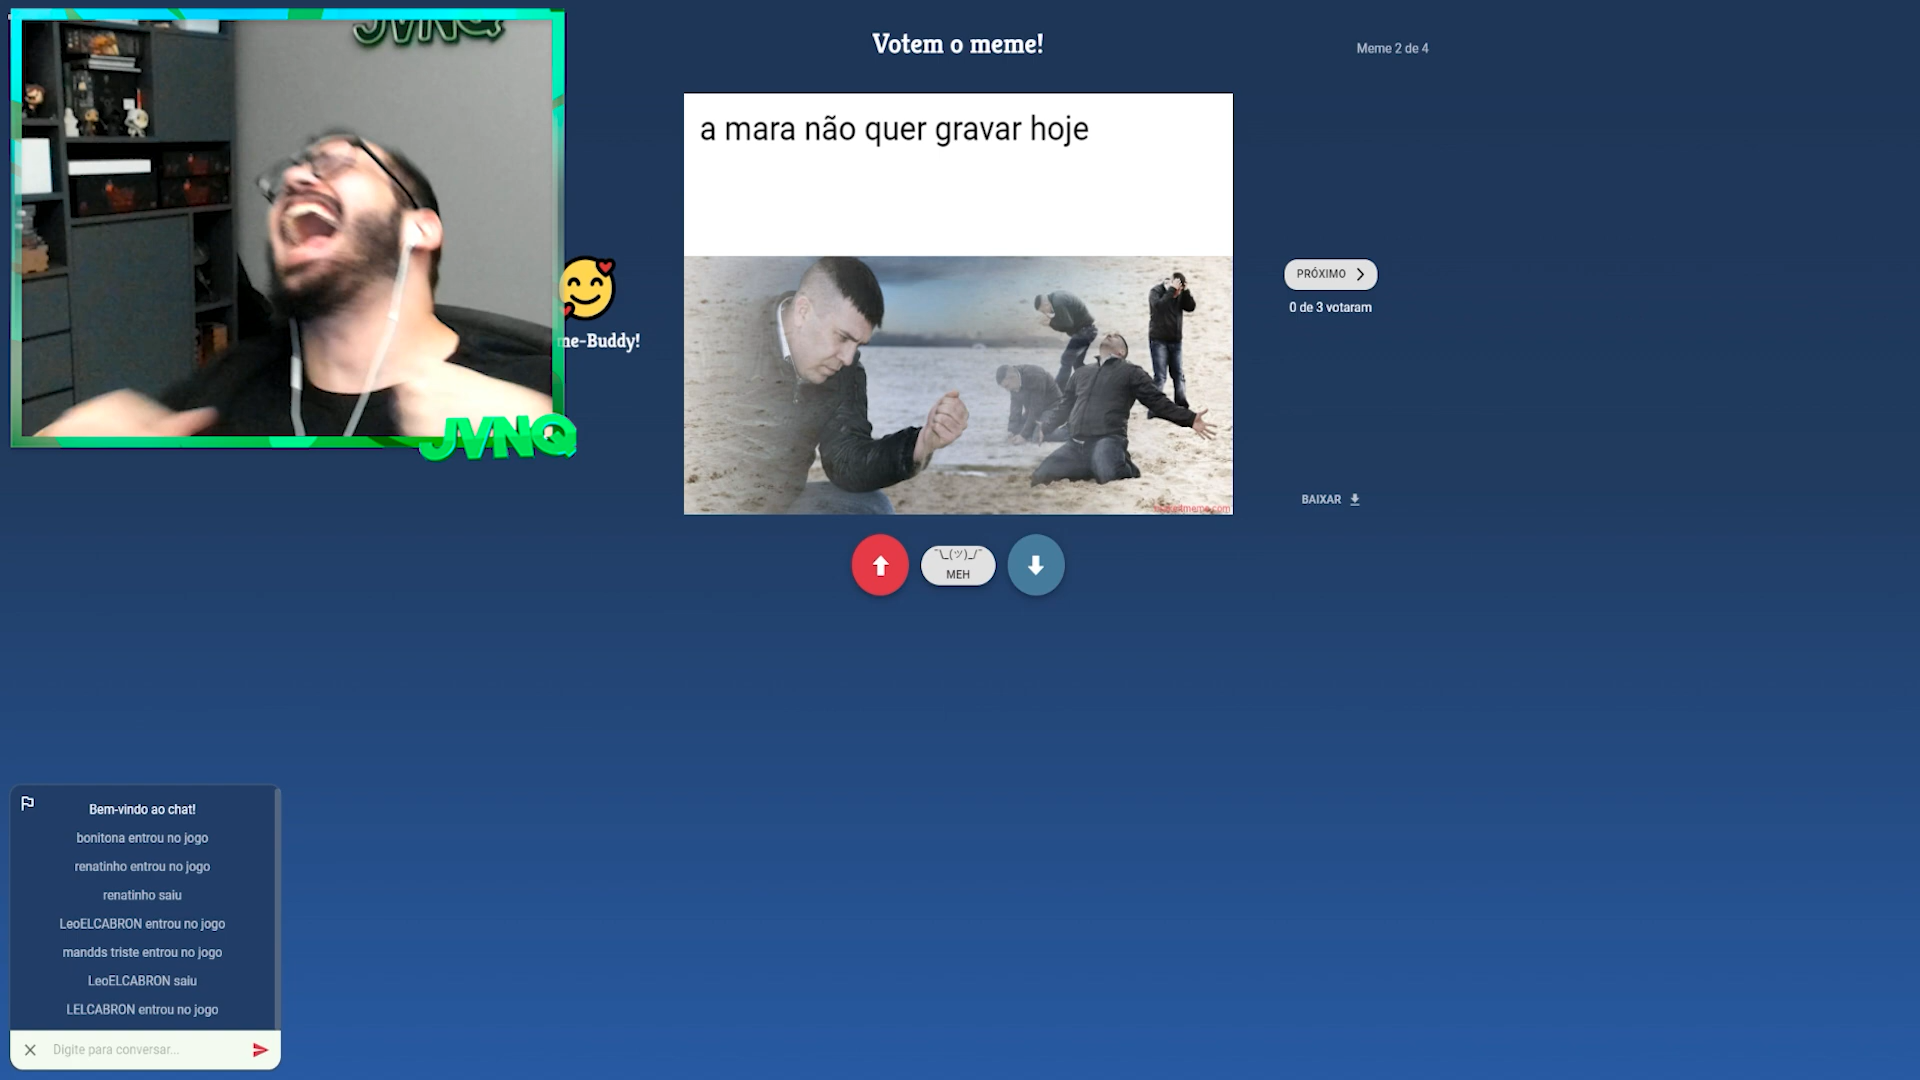 JVNQ
Votem o meme!
Meme 2 de 4
a mara não quer gravar hoje
PRÓXIMO
0 de 3 votaram
me-Buddy!
JVNQ
BAIXAR
¯\_(ツ)_/¯
MEH
Bem-vindo ao chat!
bonitona entrou no jogo
renatinho entrou no jogo
renatinho saiu
LeoELCABRON entrou no jogo
mandds triste entrou no jogo
LeoELCABRON saiu
LELCABRON entrou no jogo
Digite para conversar...